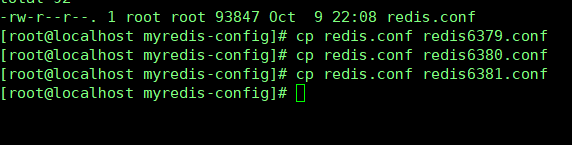 -rw-r--r--. 1 root root 93847 Oct  9 22:08 redis.conf
[root@localhost myredis-config]# cp redis.conf redis6379.conf
[root@localhost myredis-config]# cp redis.conf redis6380.conf
[root@localhost myredis-config]# cp redis.conf redis6381.conf
[root@localhost myredis-config]#